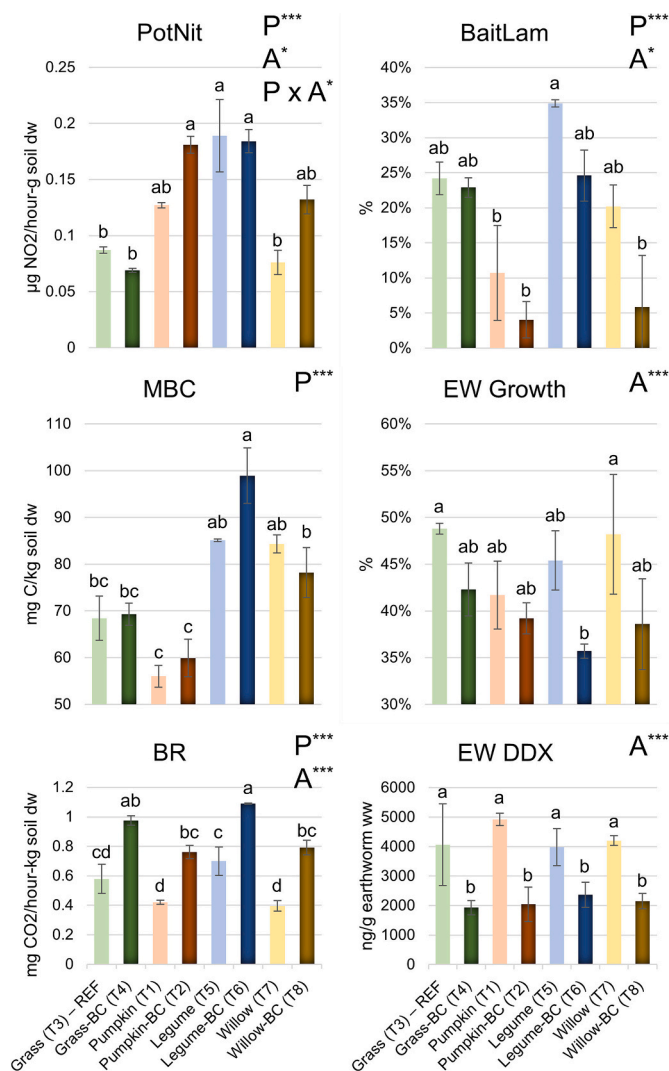 PotNit
P***
A*
P x A*
µg NO2/hour-g soil dw
0.25
0.2
0.15
0.1
0.05
0
b
b
ab
a
a
a
b
ab
BaitLam
P***
A*
%
40%
35%
30%
25%
20%
15%
10%
5%
0%
ab
ab
b
b
a
ab
ab
b
MBC
P***
mg C/kg soil dw
110
100
90
80
70
60
50
bc
bc
c
c
ab
a
ab
b
EW Growth
A***
%
60%
55%
50%
45%
40%
35%
30%
a
ab
ab
ab
ab
b
a
ab
BR
P***
A***
mg CO2/hour-kg soil dw
1.2
1
0.8
0.6
0.4
0.2
0
cd
ab
d
bc
c
a
d
bc
Grass (T3) – REF
Grass-BC (T4)
Pumpkin (T1)
Pumpkin-BC (T2)
Legume (T5)
Legume-BC (T6)
Willow (T7)
Willow-BC (T8)
EW DDX
A***
ng/g earthworm ww
6000
5000
4000
3000
2000
1000
0
a
b
a
b
a
b
a
b
Grass (T3) – REF
Grass-BC (T4)
Pumpkin (T1)
Pumpkin-BC (T2)
Legume (T5)
Legume-BC (T6)
Willow (T7)
Willow-BC (T8)